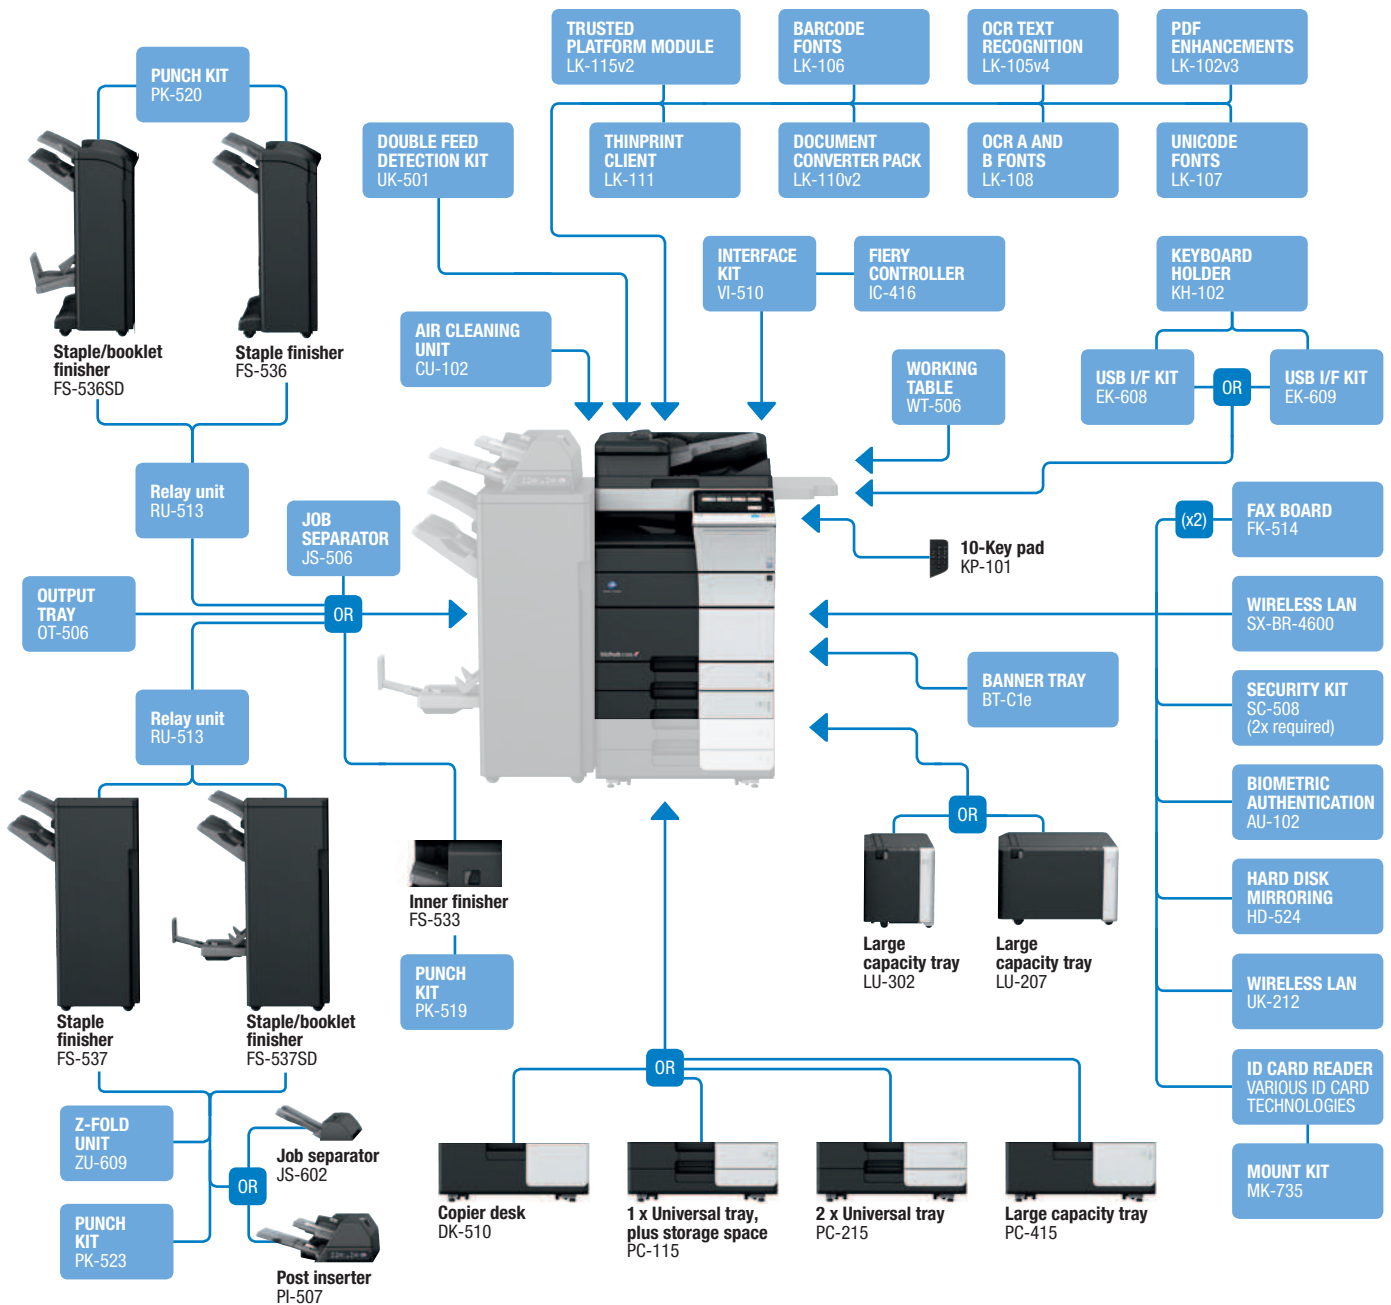 TRUSTED
PLATFORM MODULE
LK-115v2
BARCODE
FONTS
LK-106
OCR TEXT
RECOGNITION
LK-105v4
PDF
ENHANCEMENTS
LK-102v3
PUNCH KIT
PK-520
DOUBLE FEED
DETECTION KIT
UK-501
THINPRINT
CLIENT
LK-111
DOCUMENT
CONVERTER PACK
LK-110v2
OCR A AND
B FONTS
LK-108
UNICODE
FONTS
LK-107
INTERFACE
KIT
VI-510
FIERY
CONTROLLER
IC-416
KEYBOARD
HOLDER
KH-102
AIR CLEANING
UNIT
CU-102
Staple/booklet
finisher
FS-536SD
Staple finisher
FS-536
WORKING
TABLE
WT-506
USB I/F KIT
EK-608
OR
USB I/F KIT
EK-609
Relay unit
RU-513
JOB
SEPARATOR
JS-506
(x2)
FAX BOARD
FK-514
10-Key pad
KP-101
OUTPUT
TRAY
OT-506
OR
WIRELESS LAN
SX-BR-4600
BANNER TRAY
BT-C1e
SECURITY KIT
SC-508
(2x required)
Relay unit
RU-513
BIOMETRIC
AUTHENTICATION
AU-102
OR
HARD DISK
MIRRORING
HD-524
Inner finisher
FS-533
Large
capacity tray
LU-302
Large
capacity tray
LU-207
PUNCH
KIT
PK-519
WIRELESS LAN
UK-212
Staple
finisher
FS-537
Staple/booklet
finisher
FS-537SD
OR
ID CARD READER
VARIOUS ID CARD
TECHNOLOGIES
Z-FOLD
UNIT
ZU-609
Job separator
JS-602
OR
MOUNT KIT
MK-735
PUNCH
KIT
PK-523
Post inserter
PI-507
Copier desk
DK-510
1 x Universal tray,
plus storage space
PC-115
2 x Universal tray
PC-215
Large capacity tray
PC-415